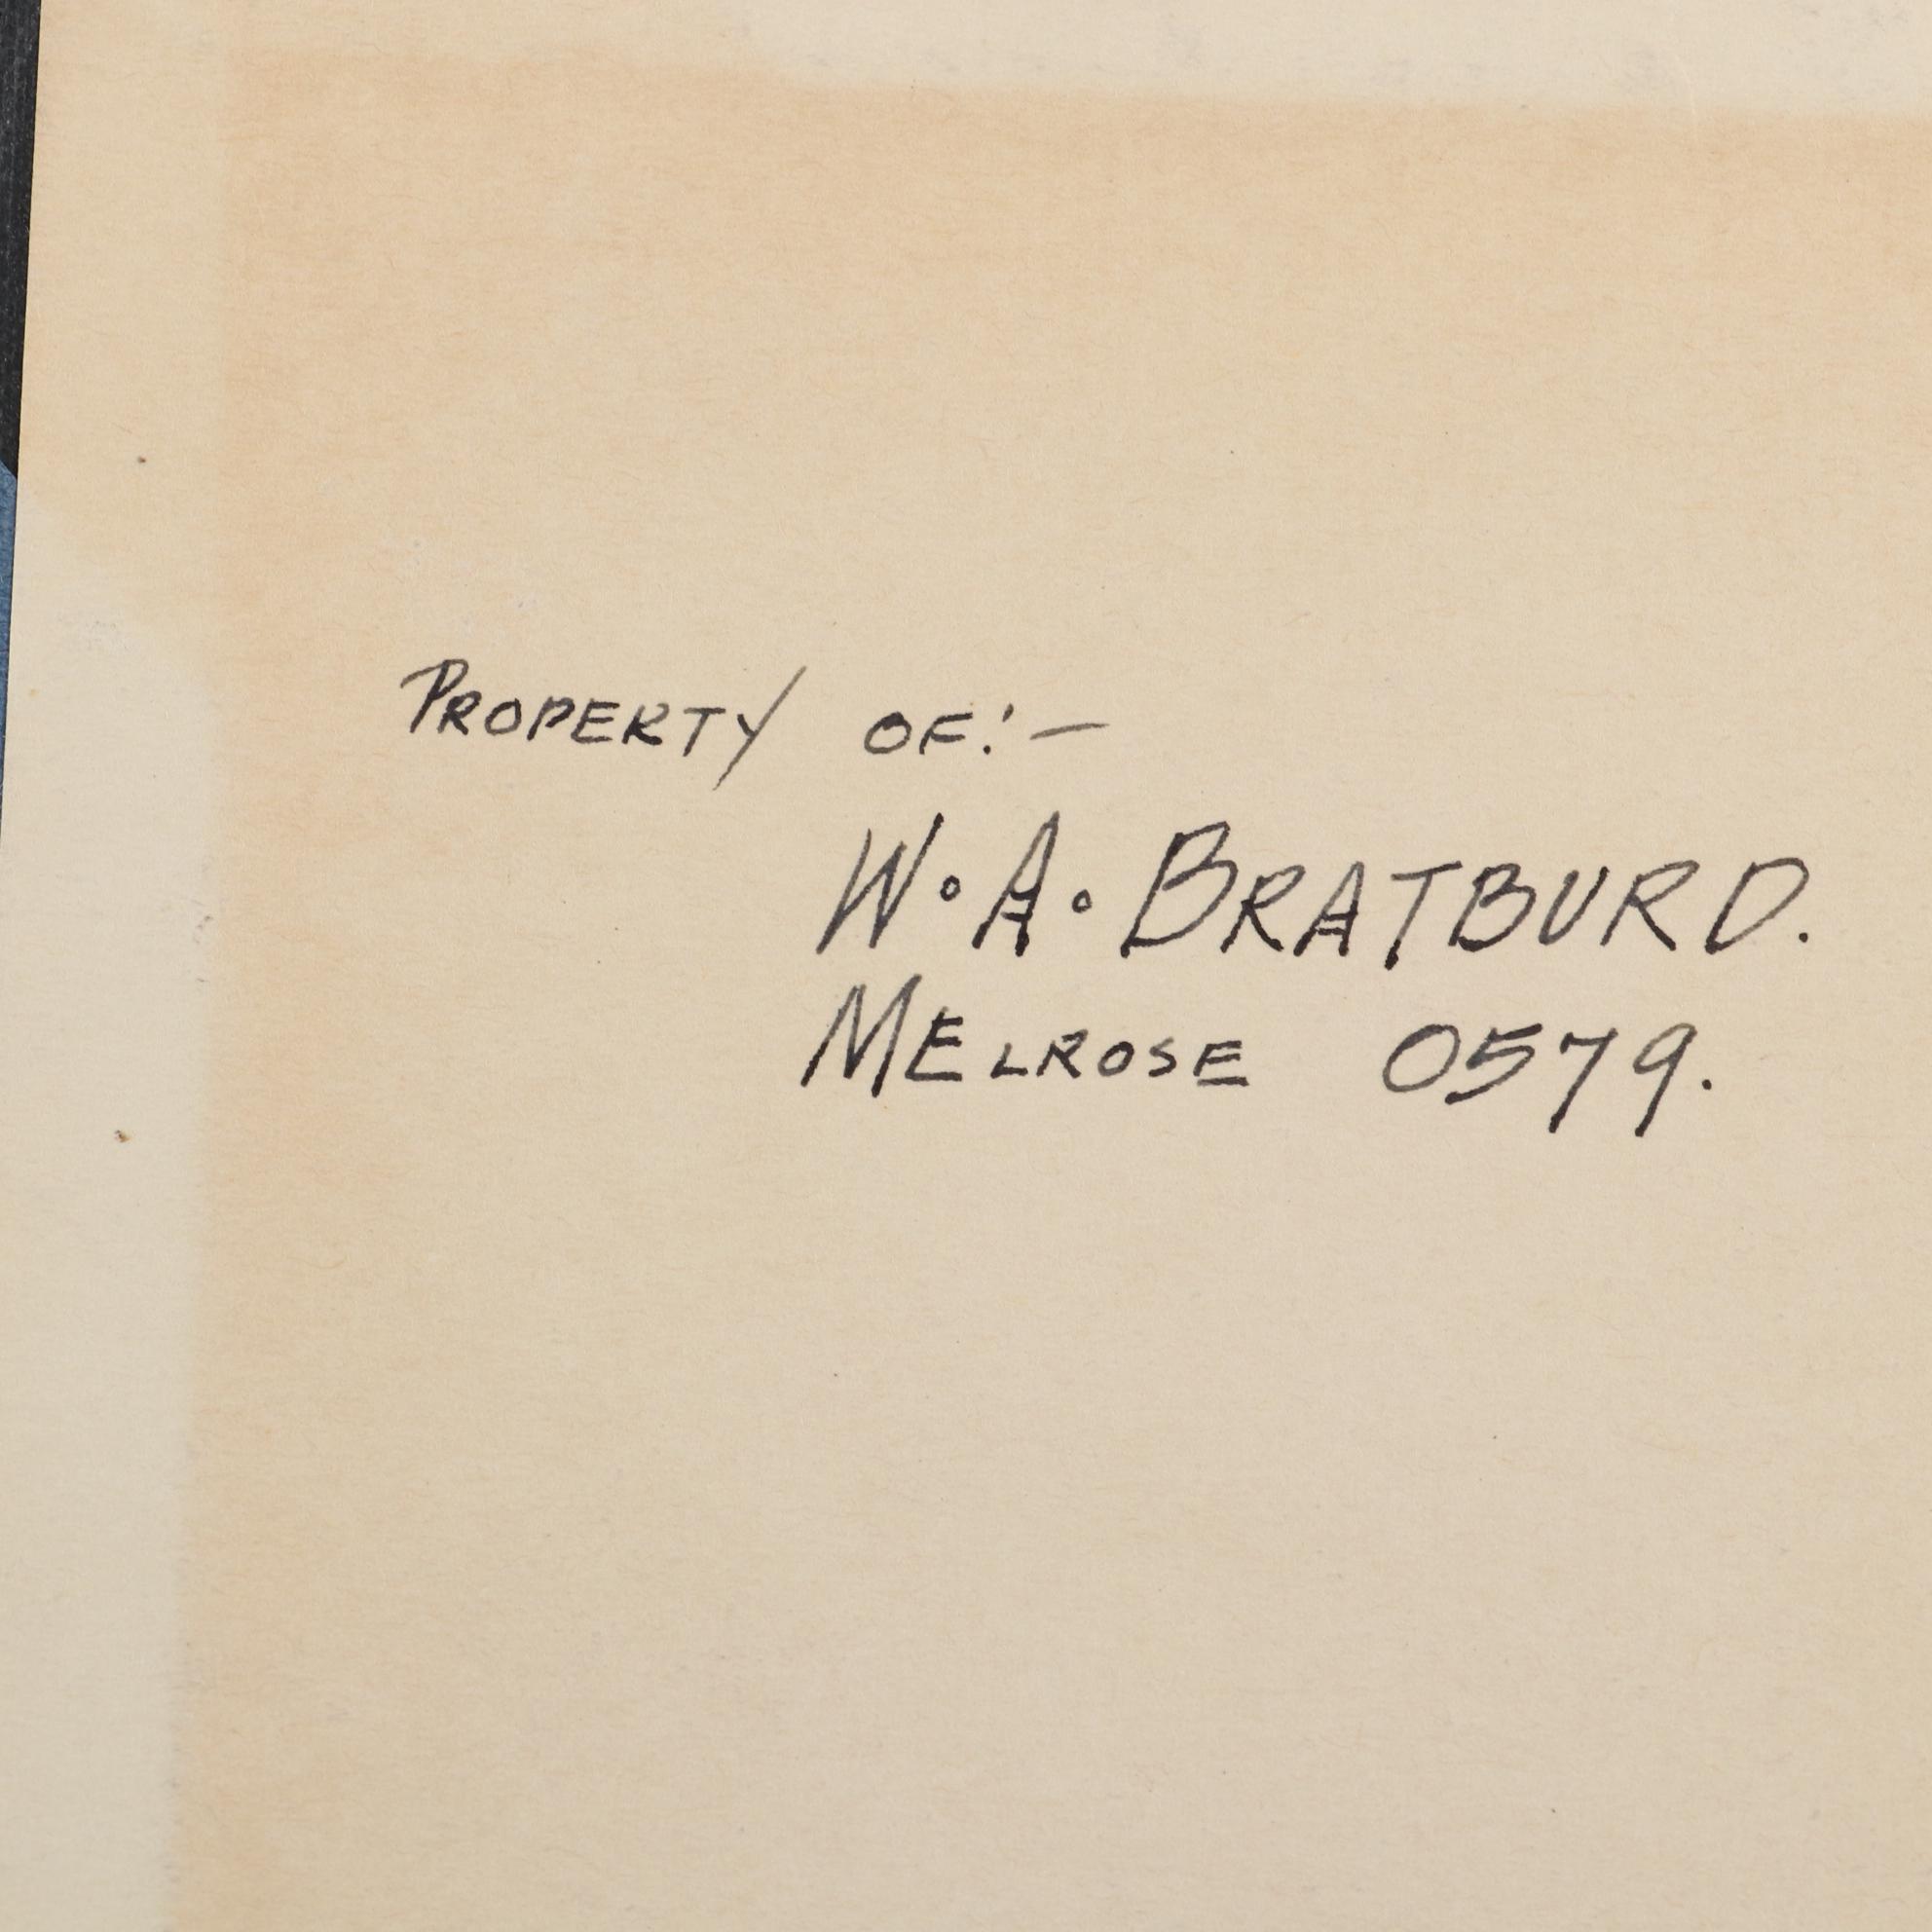 PROPERTY OF:-
W.A. BRATBURD.
MELROSE 0579.